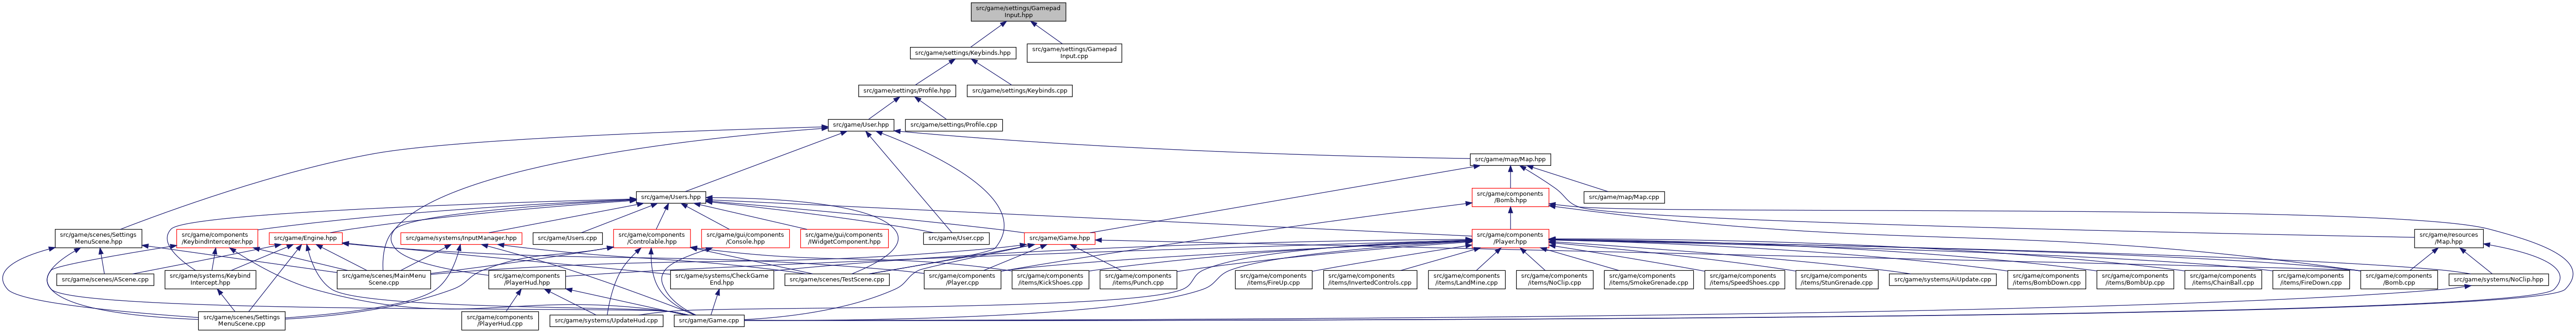 src/game/settings/Gamepad
Input.hpp
src/game/settings/Keybinds.hpp
src/game/settings/Gamepad
Input.cpp
src/game/settings/Profile.hpp
src/game/settings/Keybinds.cpp
src/game/User.hpp
src/game/settings/Profile.cpp
src/game/map/Map.hpp
src/game/Users.hpp
src/game/components
/Bomb.hpp
src/game/map/Map.cpp
src/game/scenes/Settings
MenuScene.hpp
src/game/components
/KeybindIntercepter.hpp
src/game/Engine.hpp
src/game/systems/InputManager.hpp
src/game/Users.cpp
src/game/components
/Controlable.hpp
src/game/gui/components
/Console.hpp
src/game/gui/components
/IWidgetComponent.hpp
src/game/User.cpp
src/game/Game.hpp
src/game/components
/Player.hpp
src/game/resources
/Map.hpp
src/game/scenes/AScene.cpp
src/game/systems/Keybind
Intercept.hpp
src/game/scenes/MainMenu
Scene.cpp
src/game/components
/PlayerHud.hpp
src/game/systems/CheckGame
End.hpp
src/game/scenes/TestScene.cpp
src/game/components
/Player.cpp
src/game/components
/items/KickShoes.cpp
src/game/components
/items/Punch.cpp
src/game/components
/items/FireUp.cpp
src/game/components
/items/InvertedControls.cpp
src/game/components
/items/LandMine.cpp
src/game/components
/items/NoClip.cpp
src/game/components
/items/SmokeGrenade.cpp
src/game/components
/items/SpeedShoes.cpp
src/game/components
/items/StunGrenade.cpp
src/game/systems/AiUpdate.cpp
src/game/components
/items/BombDown.cpp
src/game/components
/items/BombUp.cpp
src/game/components
/items/ChainBall.cpp
src/game/components
/items/FireDown.cpp
src/game/components
/Bomb.cpp
src/game/systems/NoClip.hpp
src/game/scenes/Settings
MenuScene.cpp
src/game/components
/PlayerHud.cpp
src/game/systems/UpdateHud.cpp
src/game/Game.cpp